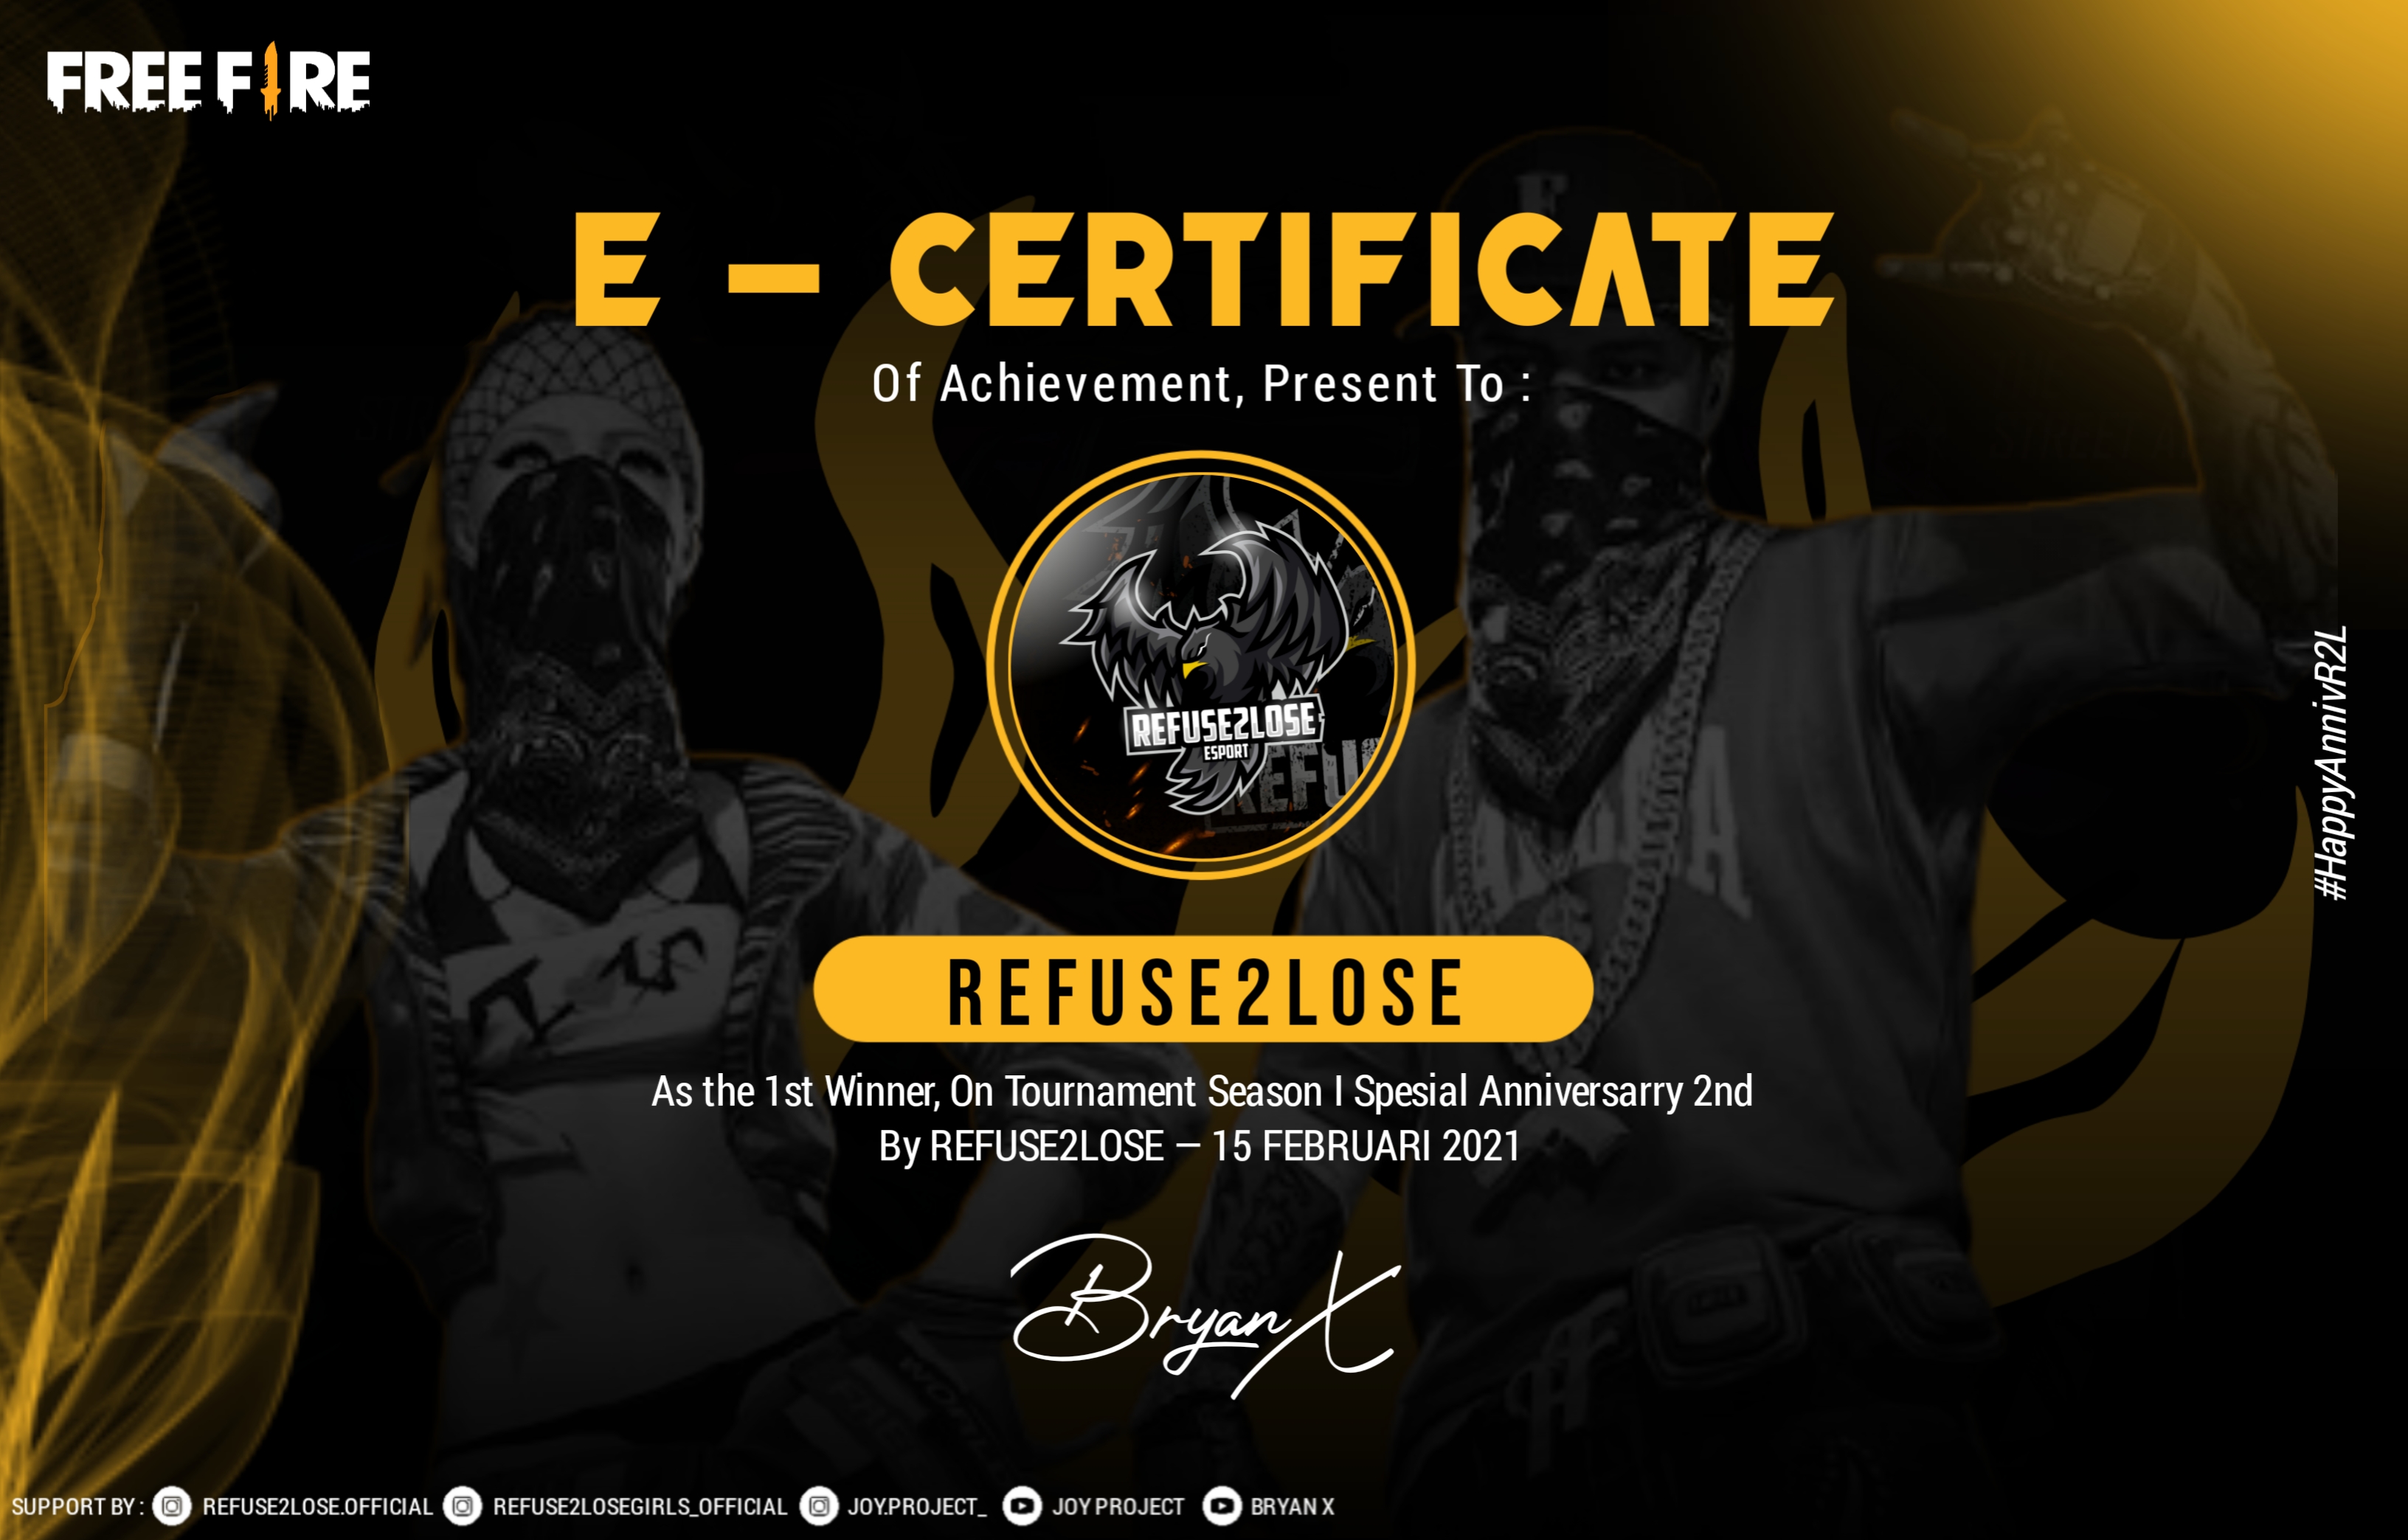 FREE FIRE
E - CERTIFICATE
Of Achievement, Present To :
REFUSE2LOSE
ESPORT
REFU
#HappyAnnivR2L
REFUSE2LOSE
As the 1st Winner, On Tournament Season I Spesial Anniversarry 2nd
By REFUSE2LOSE – 15 FEBRUARI 2021
Bryan X
SUPPORT BY : REFUSE2LOSE.OFFICIAL REFUSE2LOSEGIRLS_OFFICIAL JOY.PROJECT_ JOY PROJECT BRYAN X